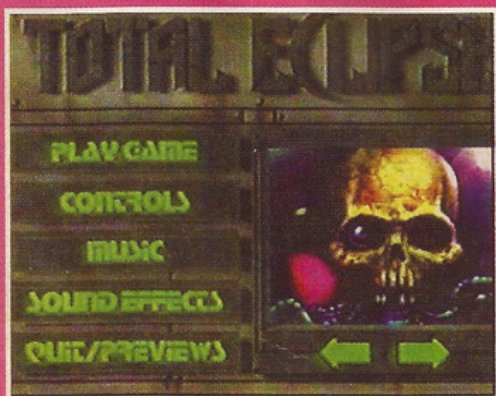 TOTAL ECLIPSE
PLAY GAME
CONTROLS
MUSIC
SOUND EFFECTS
QUIT/PREVIEWS